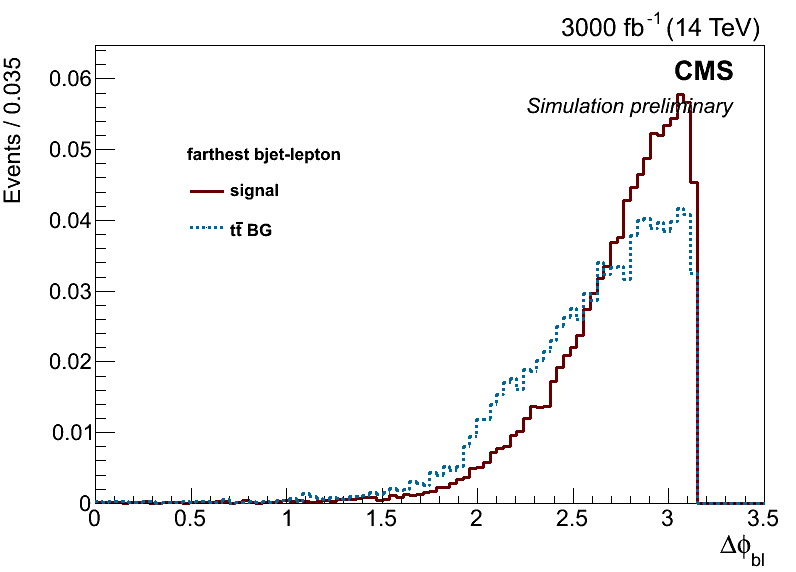 3000 fb⁻¹ (14 TeV)
CMS
Simulation preliminary
Events / 0.035
0.06
0.05
0.04
0.03
0.02
0.01
0
farthest bjet-lepton
signal
tt̄ BG
0 0.5 1 1.5 2 2.5 3 3.5
Δϕ_bl